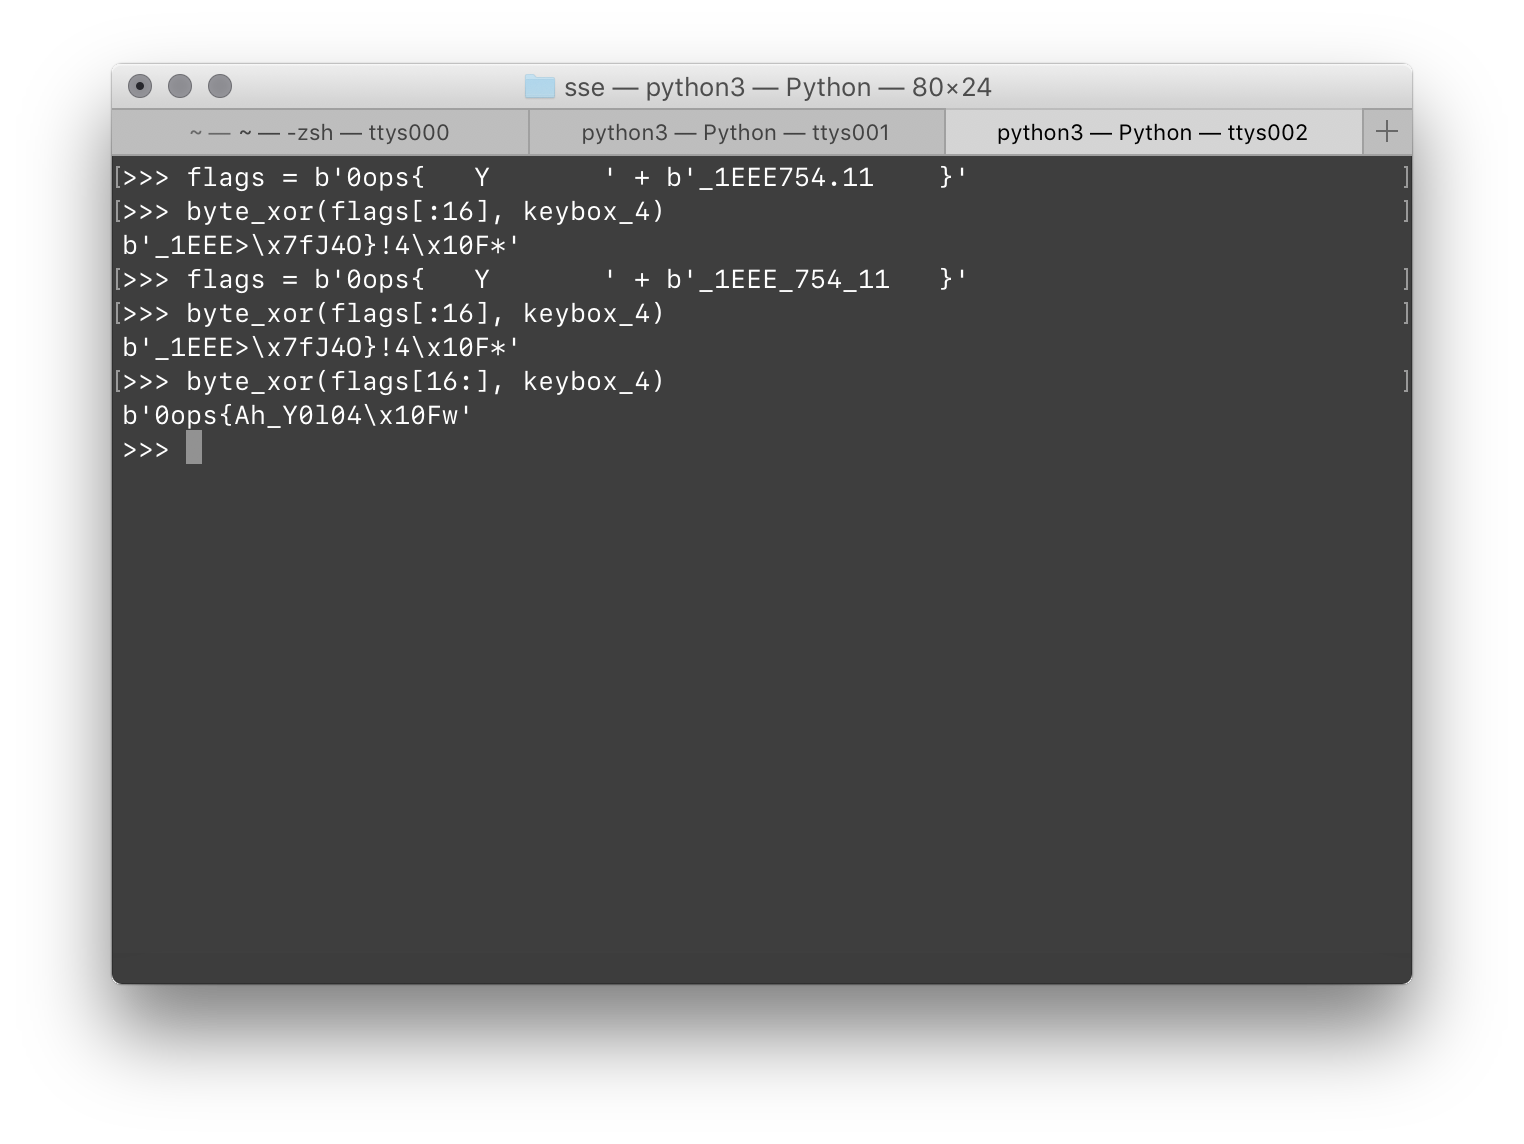 sse — python3 — Python — 80×24
~ — ~ — -zsh — ttys000 python3 — Python — ttys001 python3 — Python — ttys002
[>>> flags = b'0ops{   Y       ' + b'_1EEE754.11    }' ]
[>>> byte_xor(flags[:16], keybox_4) ]
b'_1EEE>\x7fJ4O}!4\x10F*'
[>>> flags = b'0ops{   Y       ' + b'_1EEE_754_11   }' ]
[>>> byte_xor(flags[:16], keybox_4) ]
b'_1EEE>\x7fJ4O}!4\x10F*'
[>>> byte_xor(flags[16:], keybox_4) ]
b'0ops{Ah_Y0l04\x10Fw'
>>>